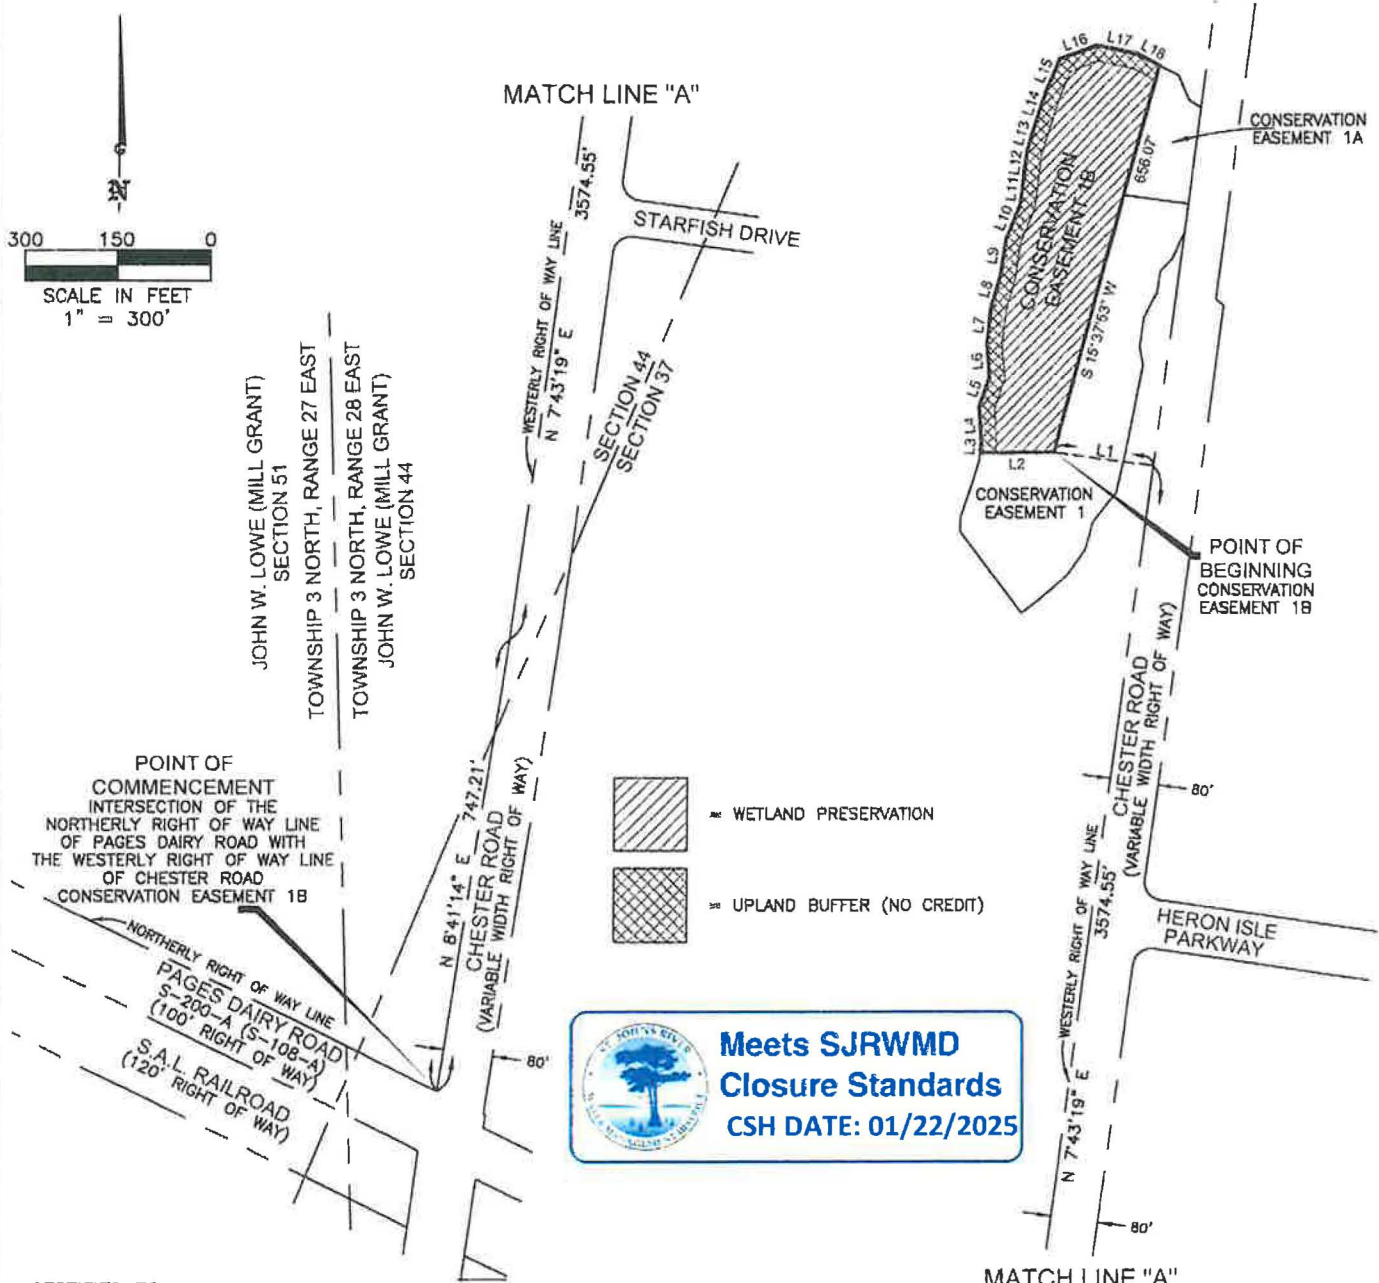 MATCH LINE "A"
N
300 150 0
SCALE IN FEET
1" = 300'
WESTERLY RIGHT OF WAY LINE
N 7°43'19" E
3574.55'
STARFISH DRIVE
SECTION 44
SECTION 37
JOHN W. LOWE (MILL GRANT)
SECTION 51
TOWNSHIP 3 NORTH, RANGE 27 EAST
TOWNSHIP 3 NORTH, RANGE 28 EAST
JOHN W. LOWE (MILL GRANT)
SECTION 44
POINT OF
COMMENCEMENT
INTERSECTION OF THE
NORTHERLY RIGHT OF WAY LINE
OF PAGES DAIRY ROAD WITH
THE WESTERLY RIGHT OF WAY LINE
OF CHESTER ROAD
CONSERVATION EASEMENT 1B
NORTHERLY RIGHT OF WAY LINE
PAGES DAIRY ROAD
S-200-A (S-108-A)
(100' RIGHT OF WAY)
S.A.L. RAILROAD
(120' RIGHT OF WAY)
N 8°41'14" E 747.21'
CHESTER ROAD
(VARIABLE WIDTH RIGHT OF WAY)
80'
= WETLAND PRESERVATION
= UPLAND BUFFER (NO CREDIT)
ST. JOHNS RIVER
WATER MANAGEMENT DISTRICT
Meets SJRWMD
Closure Standards
CSH DATE: 01/22/2025
L16 L17 L18
L15
L14
L13
L12
L11
L10
L9
L8
L7
L6
L5
L4
L3
L2
L1
CONSERVATION
EASEMENT 1B
S 15°37'53" W
656.07'
CONSERVATION
EASEMENT 1A
CONSERVATION
EASEMENT 1
POINT OF
BEGINNING
CONSERVATION
EASEMENT 1B
CHESTER ROAD
(VARIABLE WIDTH RIGHT OF WAY)
80'
HERON ISLE
PARKWAY
WESTERLY RIGHT OF WAY LINE
N 7°43'19" E
3574.55'
80'
MATCH LINE "A"